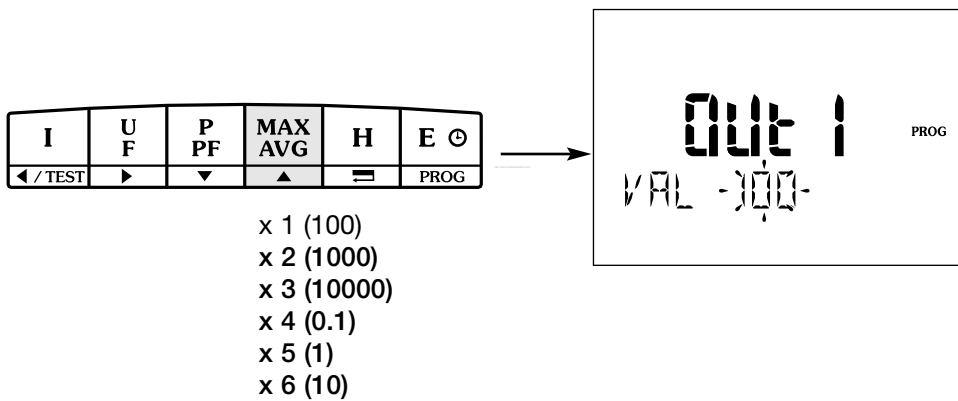 I U F P PF MAX AVG H E
/ TEST PROG
OUt 1 PROG
VAL 100
x 1 (100)
x 2 (1000)
x 3 (10000)
x 4 (0.1)
x 5 (1)
x 6 (10)